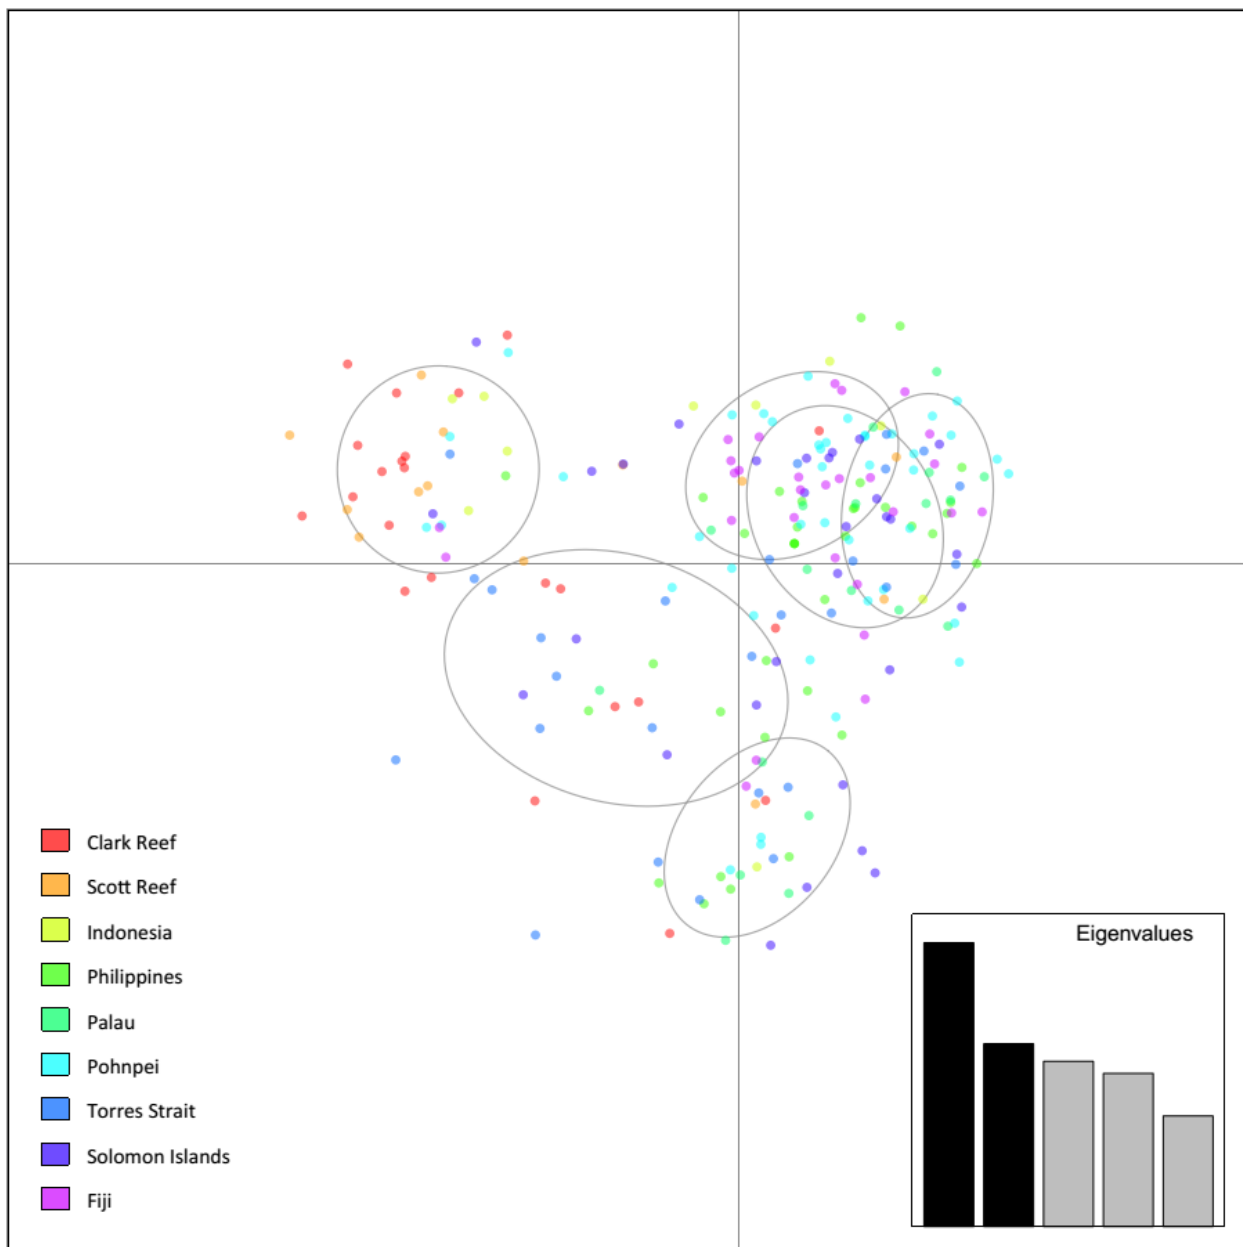 Clark Reef
Scott Reef
Indonesia
Philippines
Palau
Pohnpei
Torres Strait
Solomon Islands
Fiji
Eigenvalues